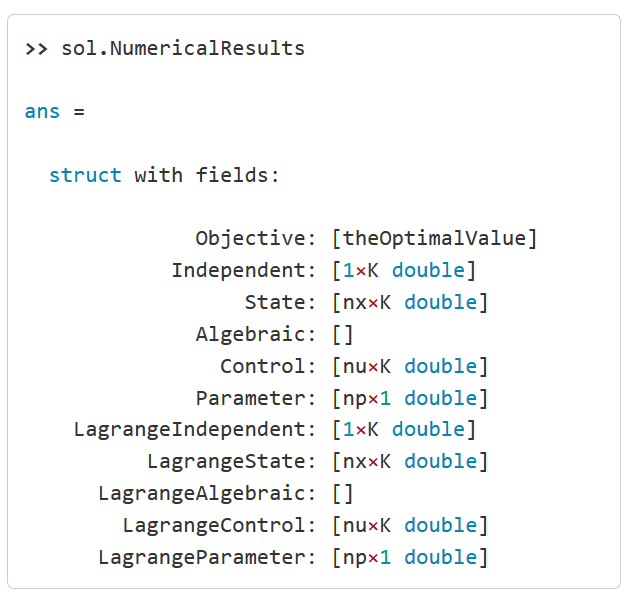 >> sol.NumericalResults
ans =
struct with fields:
Objective: [theOptimalValue]
Independent: [1×K double]
State: [nx×K double]
Algebraic: []
Control: [nu×K double]
Parameter: [np×1 double]
LagrangeIndependent: [1×K double]
LagrangeState: [nx×K double]
LagrangeAlgebraic: []
LagrangeControl: [nu×K double]
LagrangeParameter: [np×1 double]